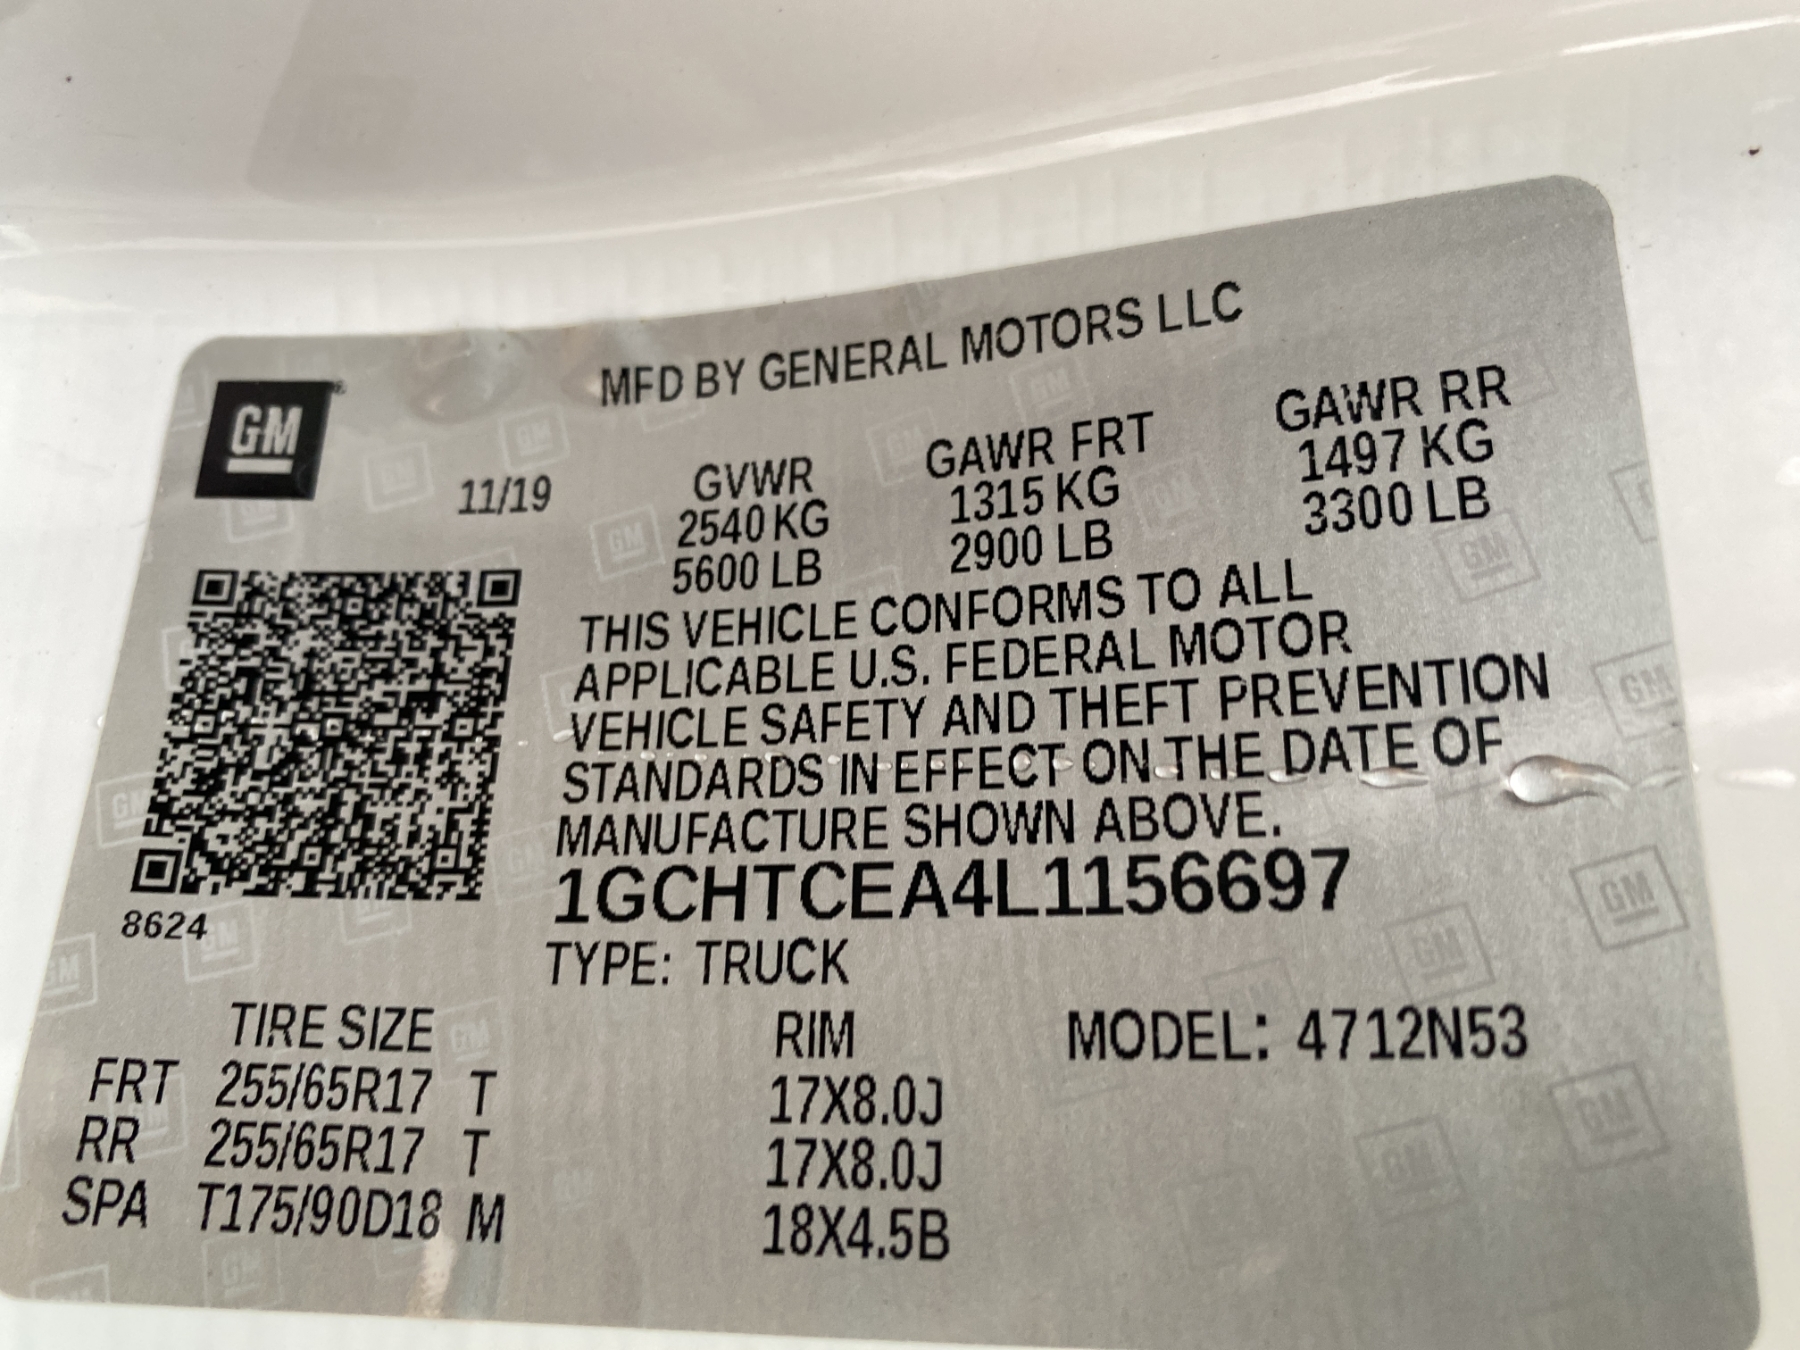 MFD BY GENERAL MOTORS LLC
GM
11/19
GVWR
2540 KG
5600 LB
GAWR FRT
1315 KG
2900 LB
GAWR RR
1497 KG
3300 LB
THIS VEHICLE CONFORMS TO ALL
APPLICABLE U.S. FEDERAL MOTOR
VEHICLE SAFETY AND THEFT PREVENTION
STANDARDS IN EFFECT ON THE DATE OF
MANUFACTURE SHOWN ABOVE.
1GCHTCEA4L1156697
8624
TYPE: TRUCK
TIRE SIZE RIM MODEL: 4712N53
FRT 255/65R17 T 17X8.0J
RR 255/65R17 T 17X8.0J
SPA T175/90D18 M 18X4.5B